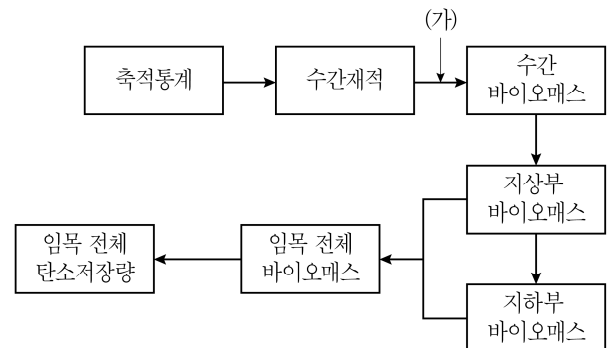 (가)
축적통계
수간재적
수간
바이오매스
지상부
바이오매스
임목 전체
탄소저장량
임목 전체
바이오매스
지하부
바이오매스